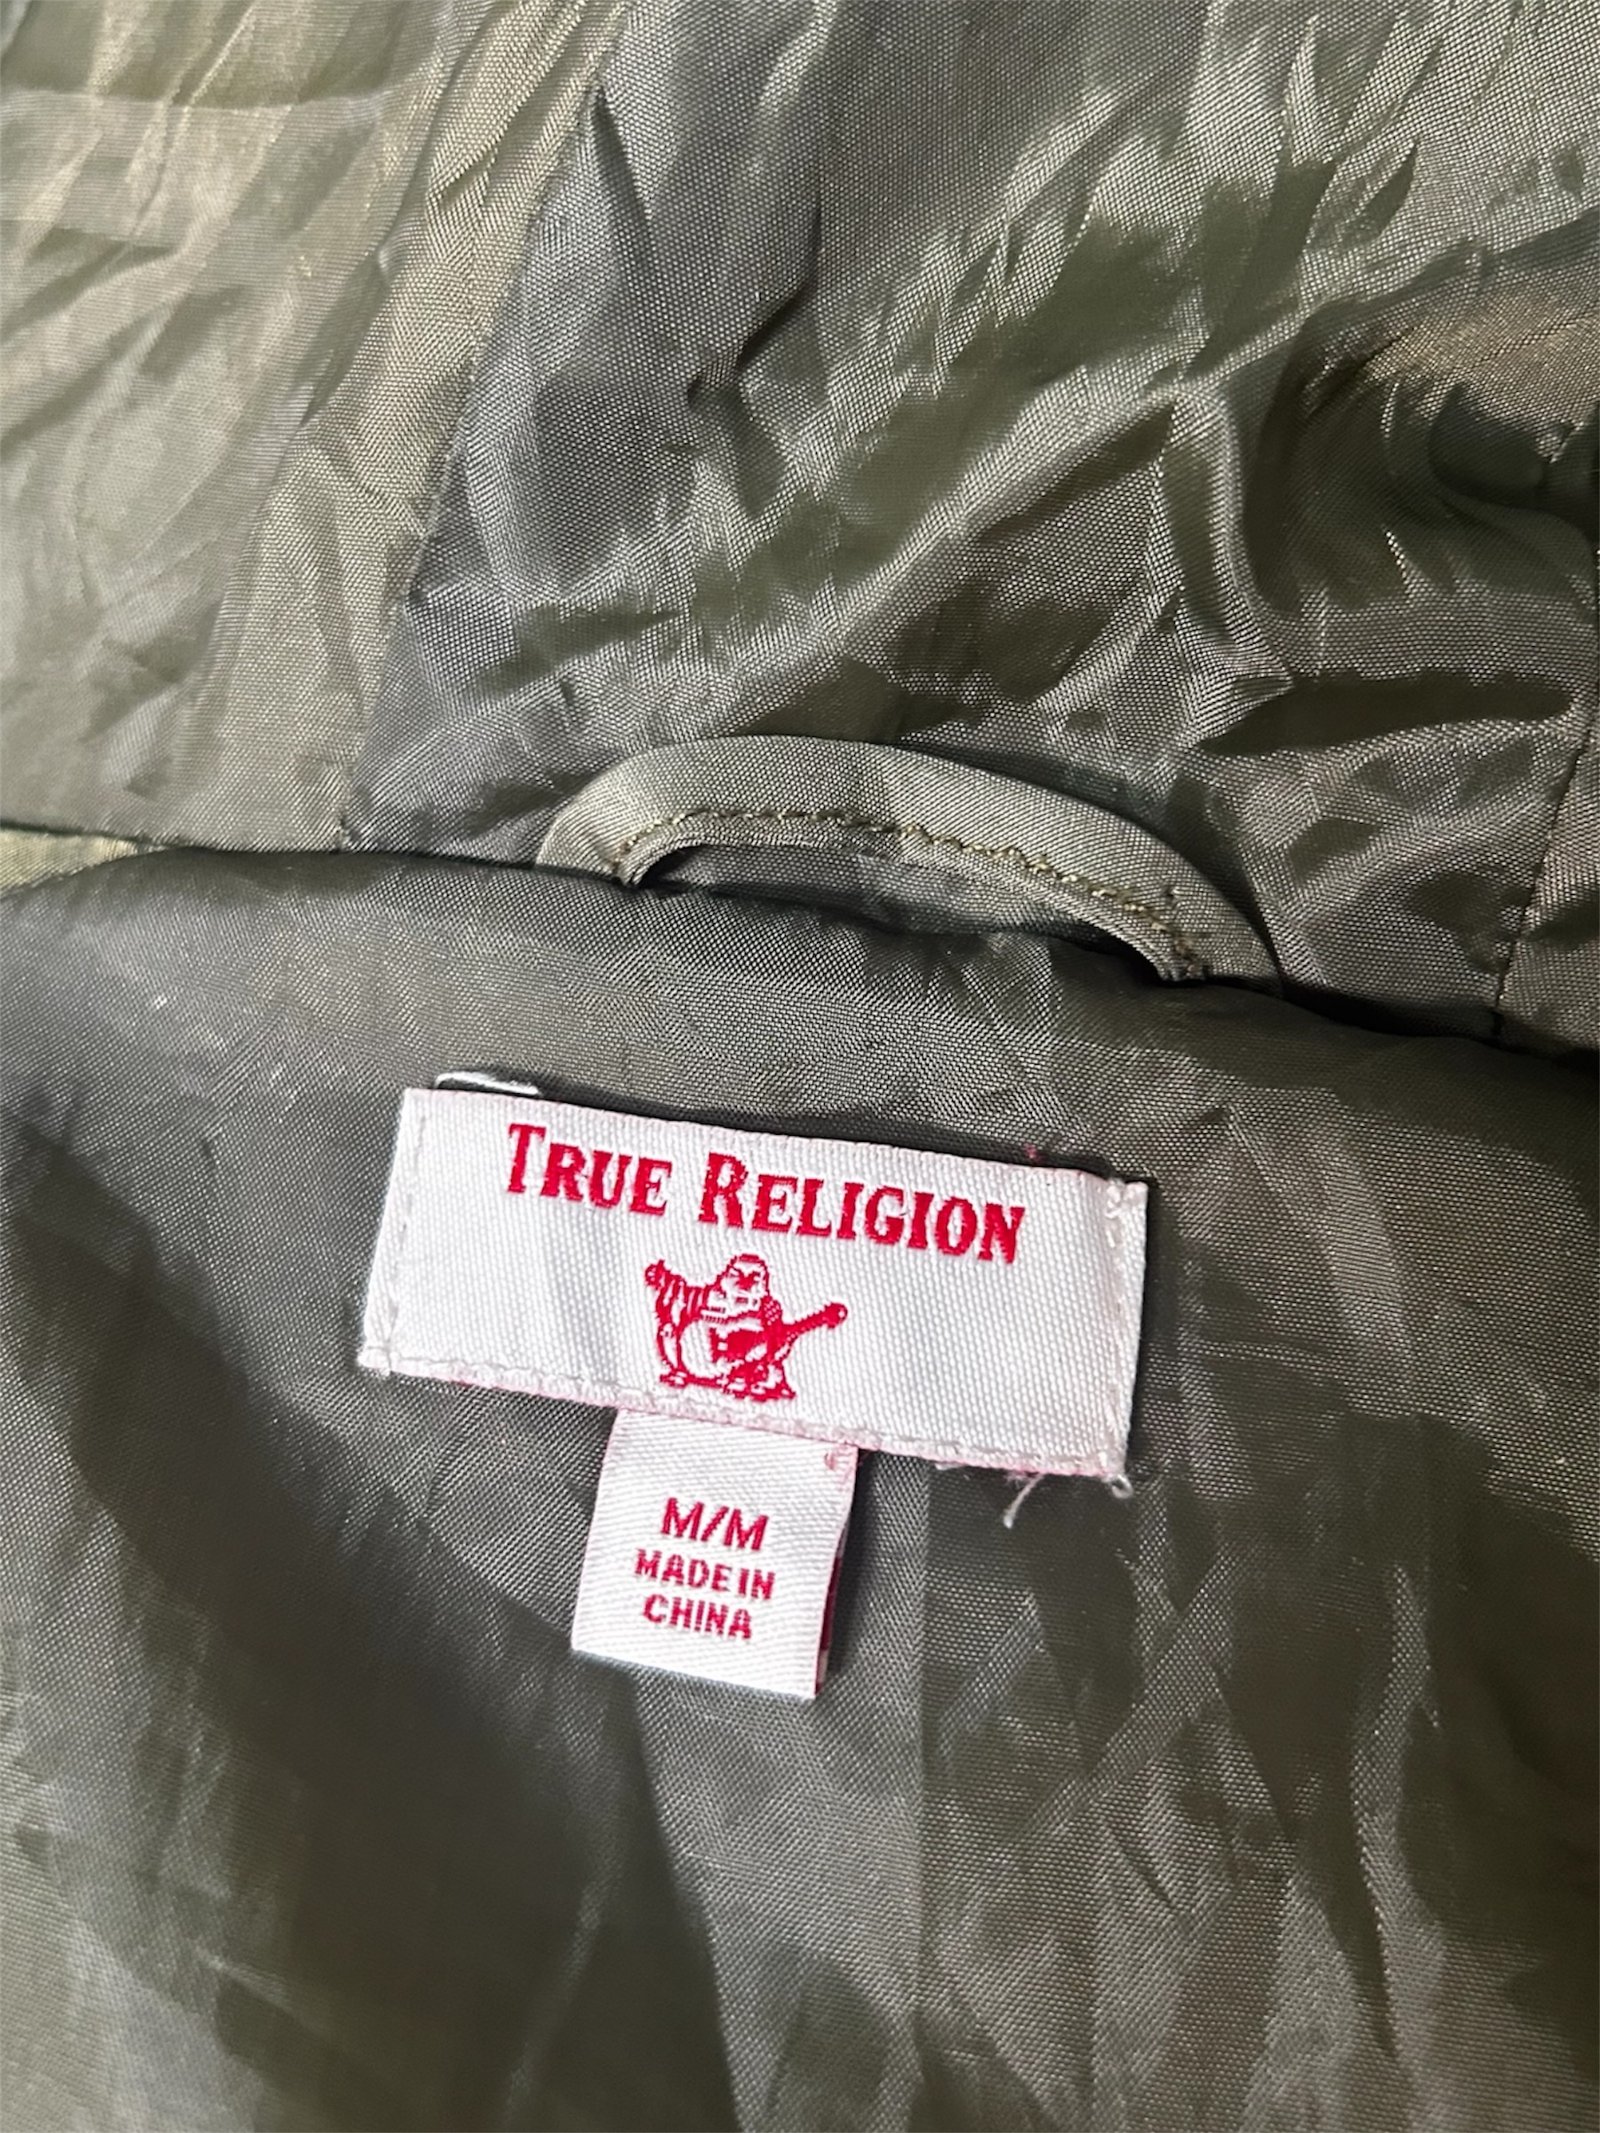 TRUE RELIGION
M/M
MADE IN
CHINA